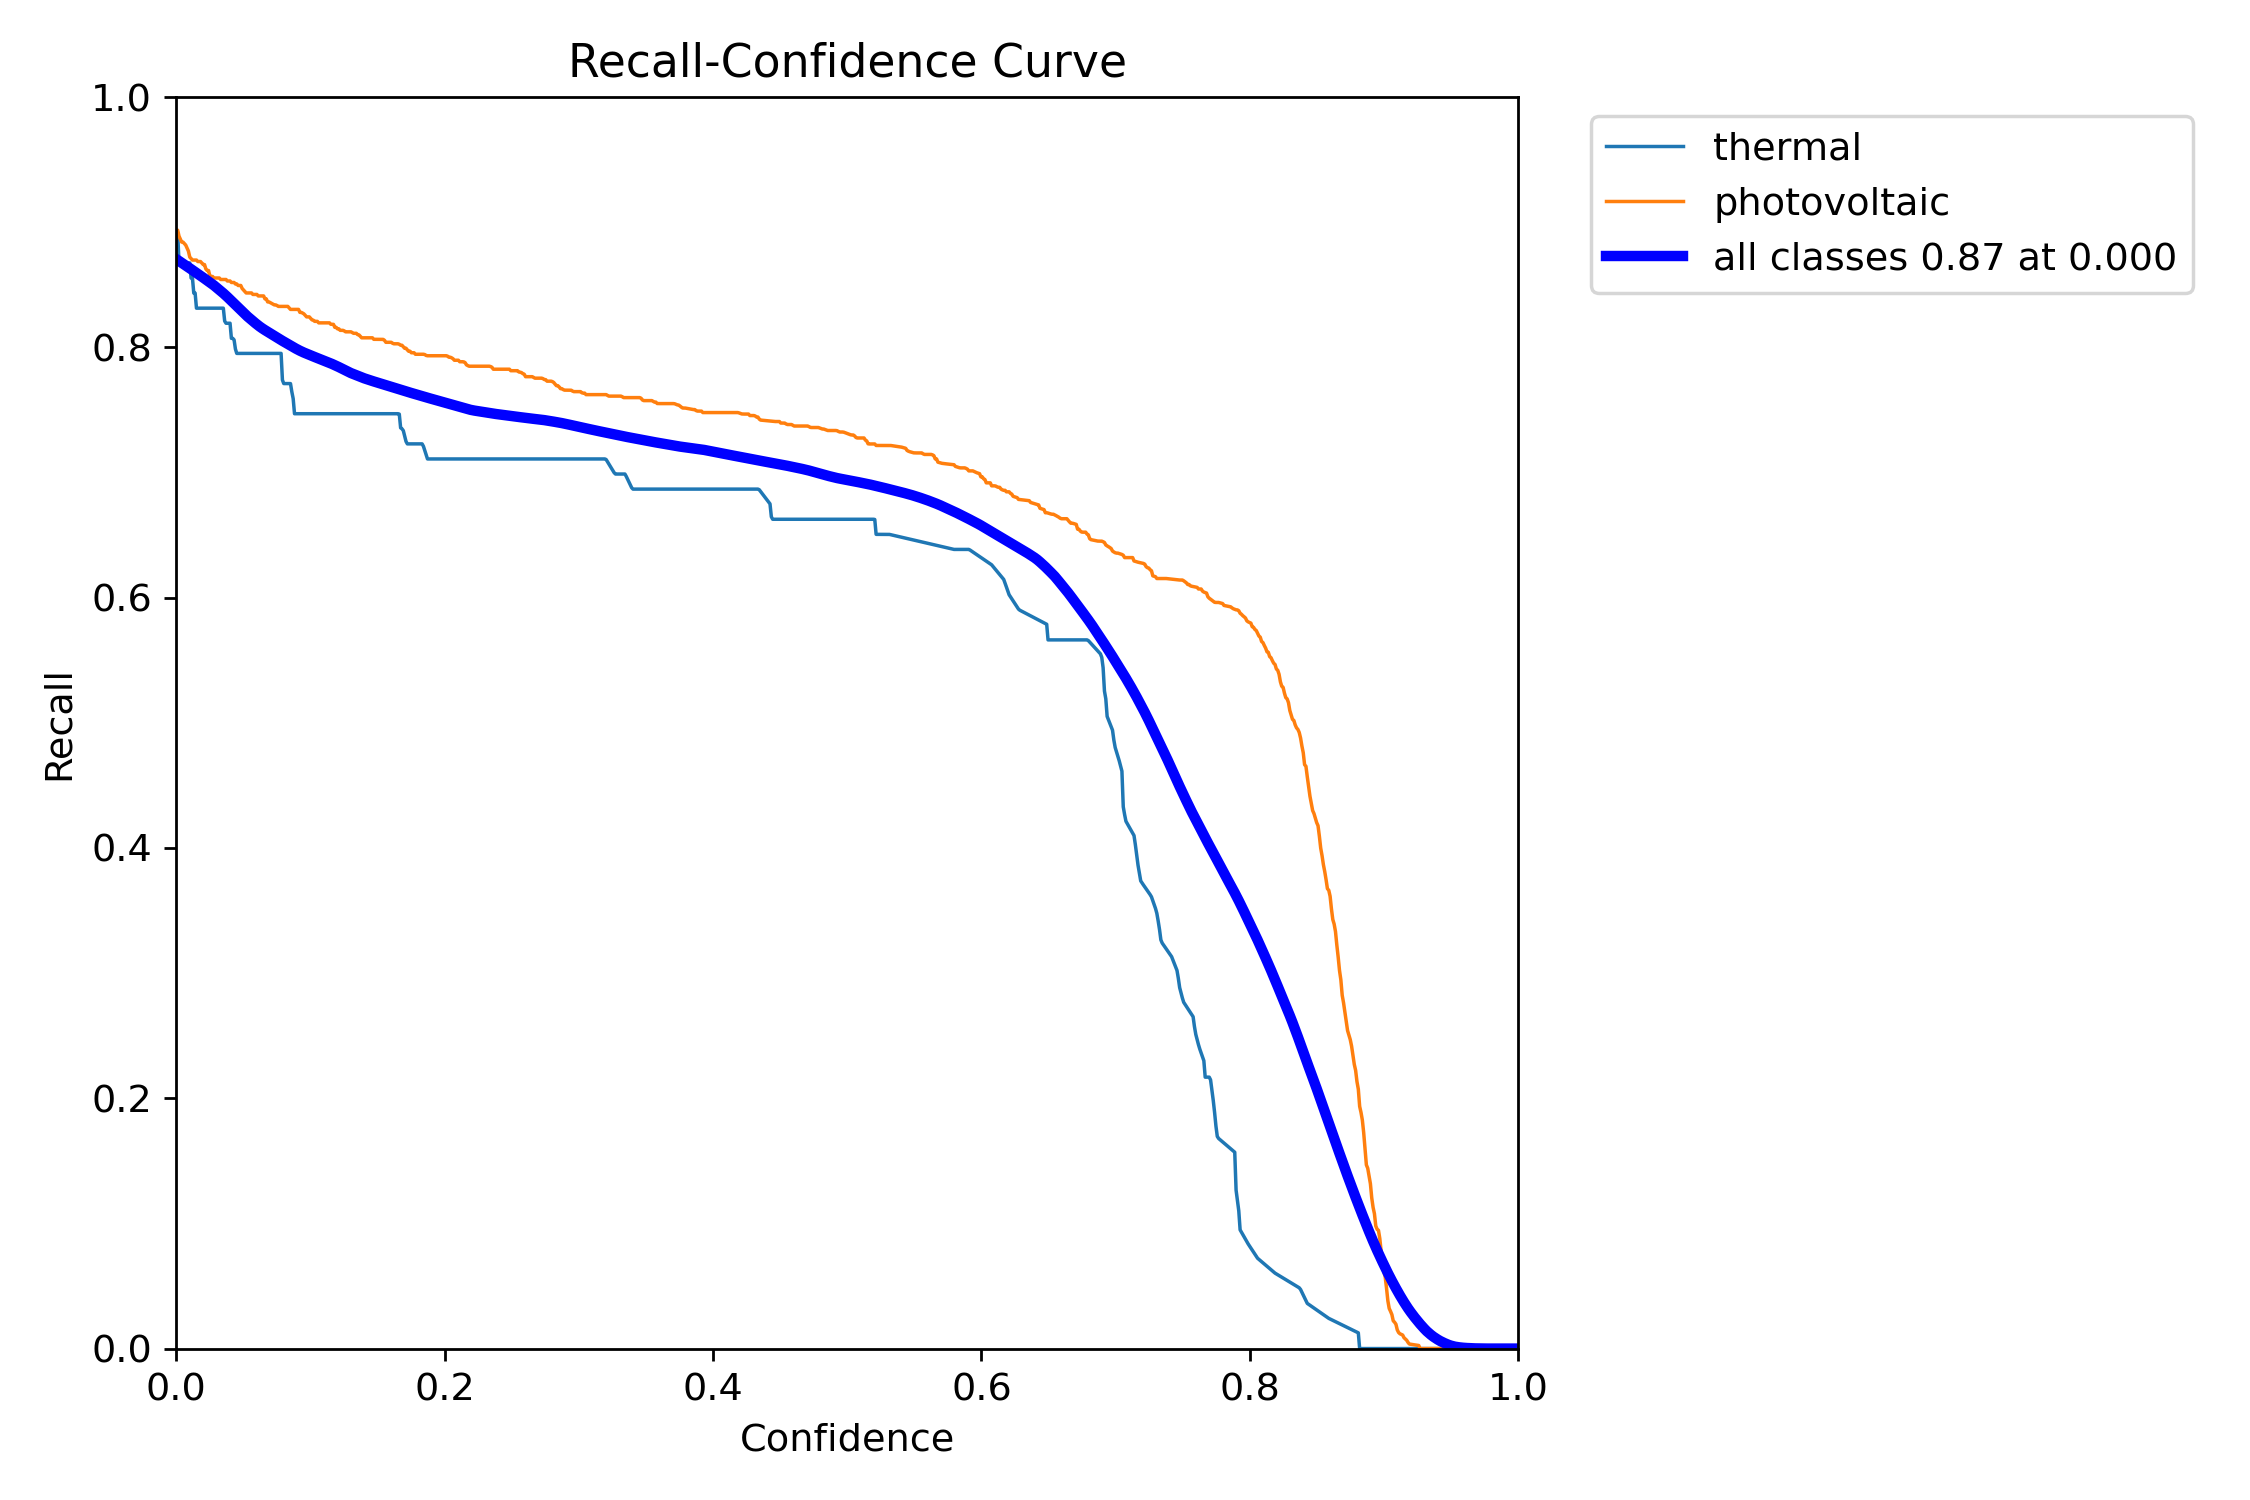 Recall-Confidence Curve
1.0
0.8
0.6
0.4
0.2
0.0
Recall
0.0 0.2 0.4 0.6 0.8 1.0
Confidence
thermal
photovoltaic
all classes 0.87 at 0.000